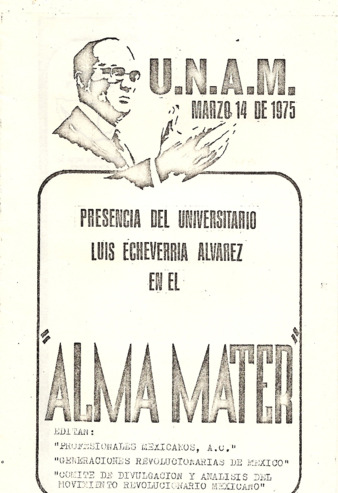 U.N.A.M.
MARZO 14 DE 1975
PRESENCIA DEL UNIVERSITARIO
LUIS ECHEVERRIA ALVAREZ
EN EL
"ALMA MATER"
EDITAN:
"PROFESIONALES MEXICANOS, A.C."
"GENERACIONES REVOLUCIONARIAS DE MEXICO"
"COMITE DE DIVULGACION Y ANALISIS DEL
MOVIMIENTO REVOLUCIONARIO MEXICANO"